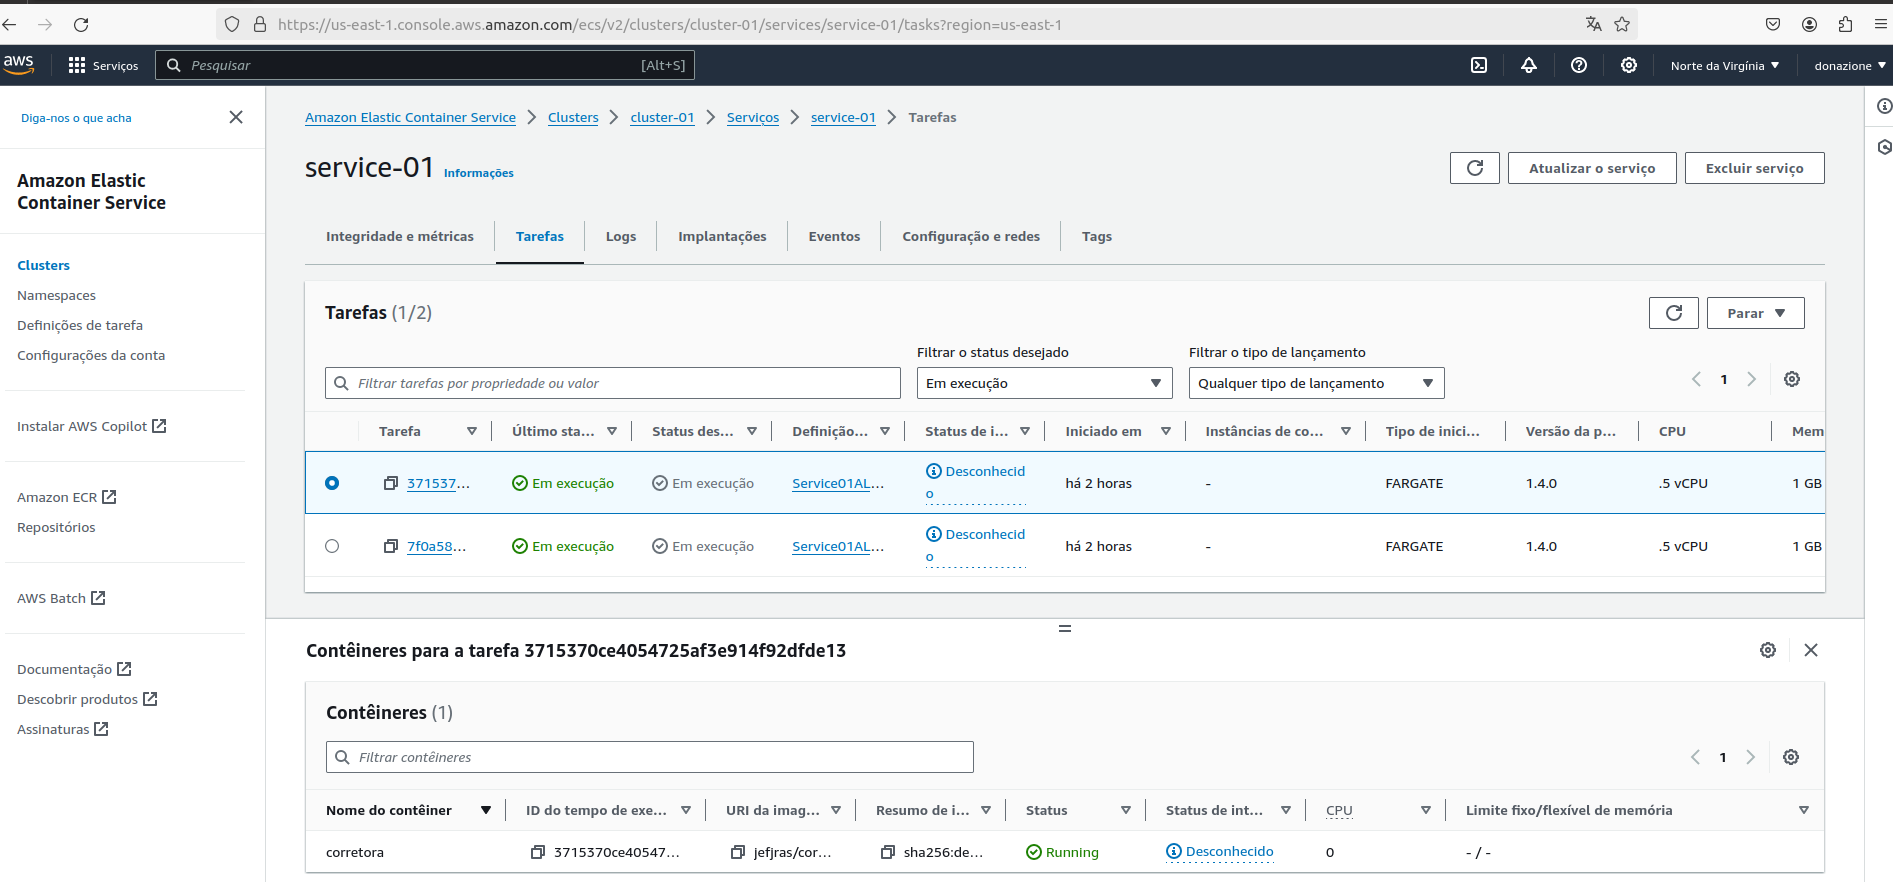 https://us-east-1.console.aws.amazon.com/ecs/v2/clusters/cluster-01/services/service-01/tasks?region=us-east-1
aws
Serviços
Pesquisar
[Alt+S]
Norte da Virgínia
donazione
Diga-nos o que acha
Amazon Elastic
Container Service
Clusters
Namespaces
Definições de tarefa
Configurações da conta
Instalar AWS Copilot
Amazon ECR
Repositórios
AWS Batch
Documentação
Descobrir produtos
Assinaturas
Amazon Elastic Container Service > Clusters > cluster-01 > Serviços > service-01 > Tarefas
service-01 Informações
Atualizar o serviço
Excluir serviço
Integridade e métricas
Tarefas
Logs
Implantações
Eventos
Configuração e redes
Tags
Tarefas (1/2)
Parar
Filtrar o status desejado
Filtrar o tipo de lançamento
Filtrar tarefas por propriedade ou valor
Em execução
Qualquer tipo de lançamento
1
Tarefa Último sta... Status des... Definição... Status de i... Iniciado em Instâncias de co... Tipo de inici... Versão da p... CPU Mem
371537... Em execução Em execução Service01AL... Desconhecid
o
há 2 horas - FARGATE 1.4.0 .5 vCPU 1 GB
7f0a58... Em execução Em execução Service01AL... Desconhecid
o
há 2 horas - FARGATE 1.4.0 .5 vCPU 1 GB
Contêineres para a tarefa 3715370ce4054725af3e914f92dfde13
Contêineres (1)
Filtrar contêineres
1
Nome do contêiner ID do tempo de exe... URI da imag... Resumo de i... Status Status de int... CPU Limite fixo/flexível de memória
corretora 3715370ce40547... jefjras/cor... sha256:de... Running Desconhecido 0 - / -